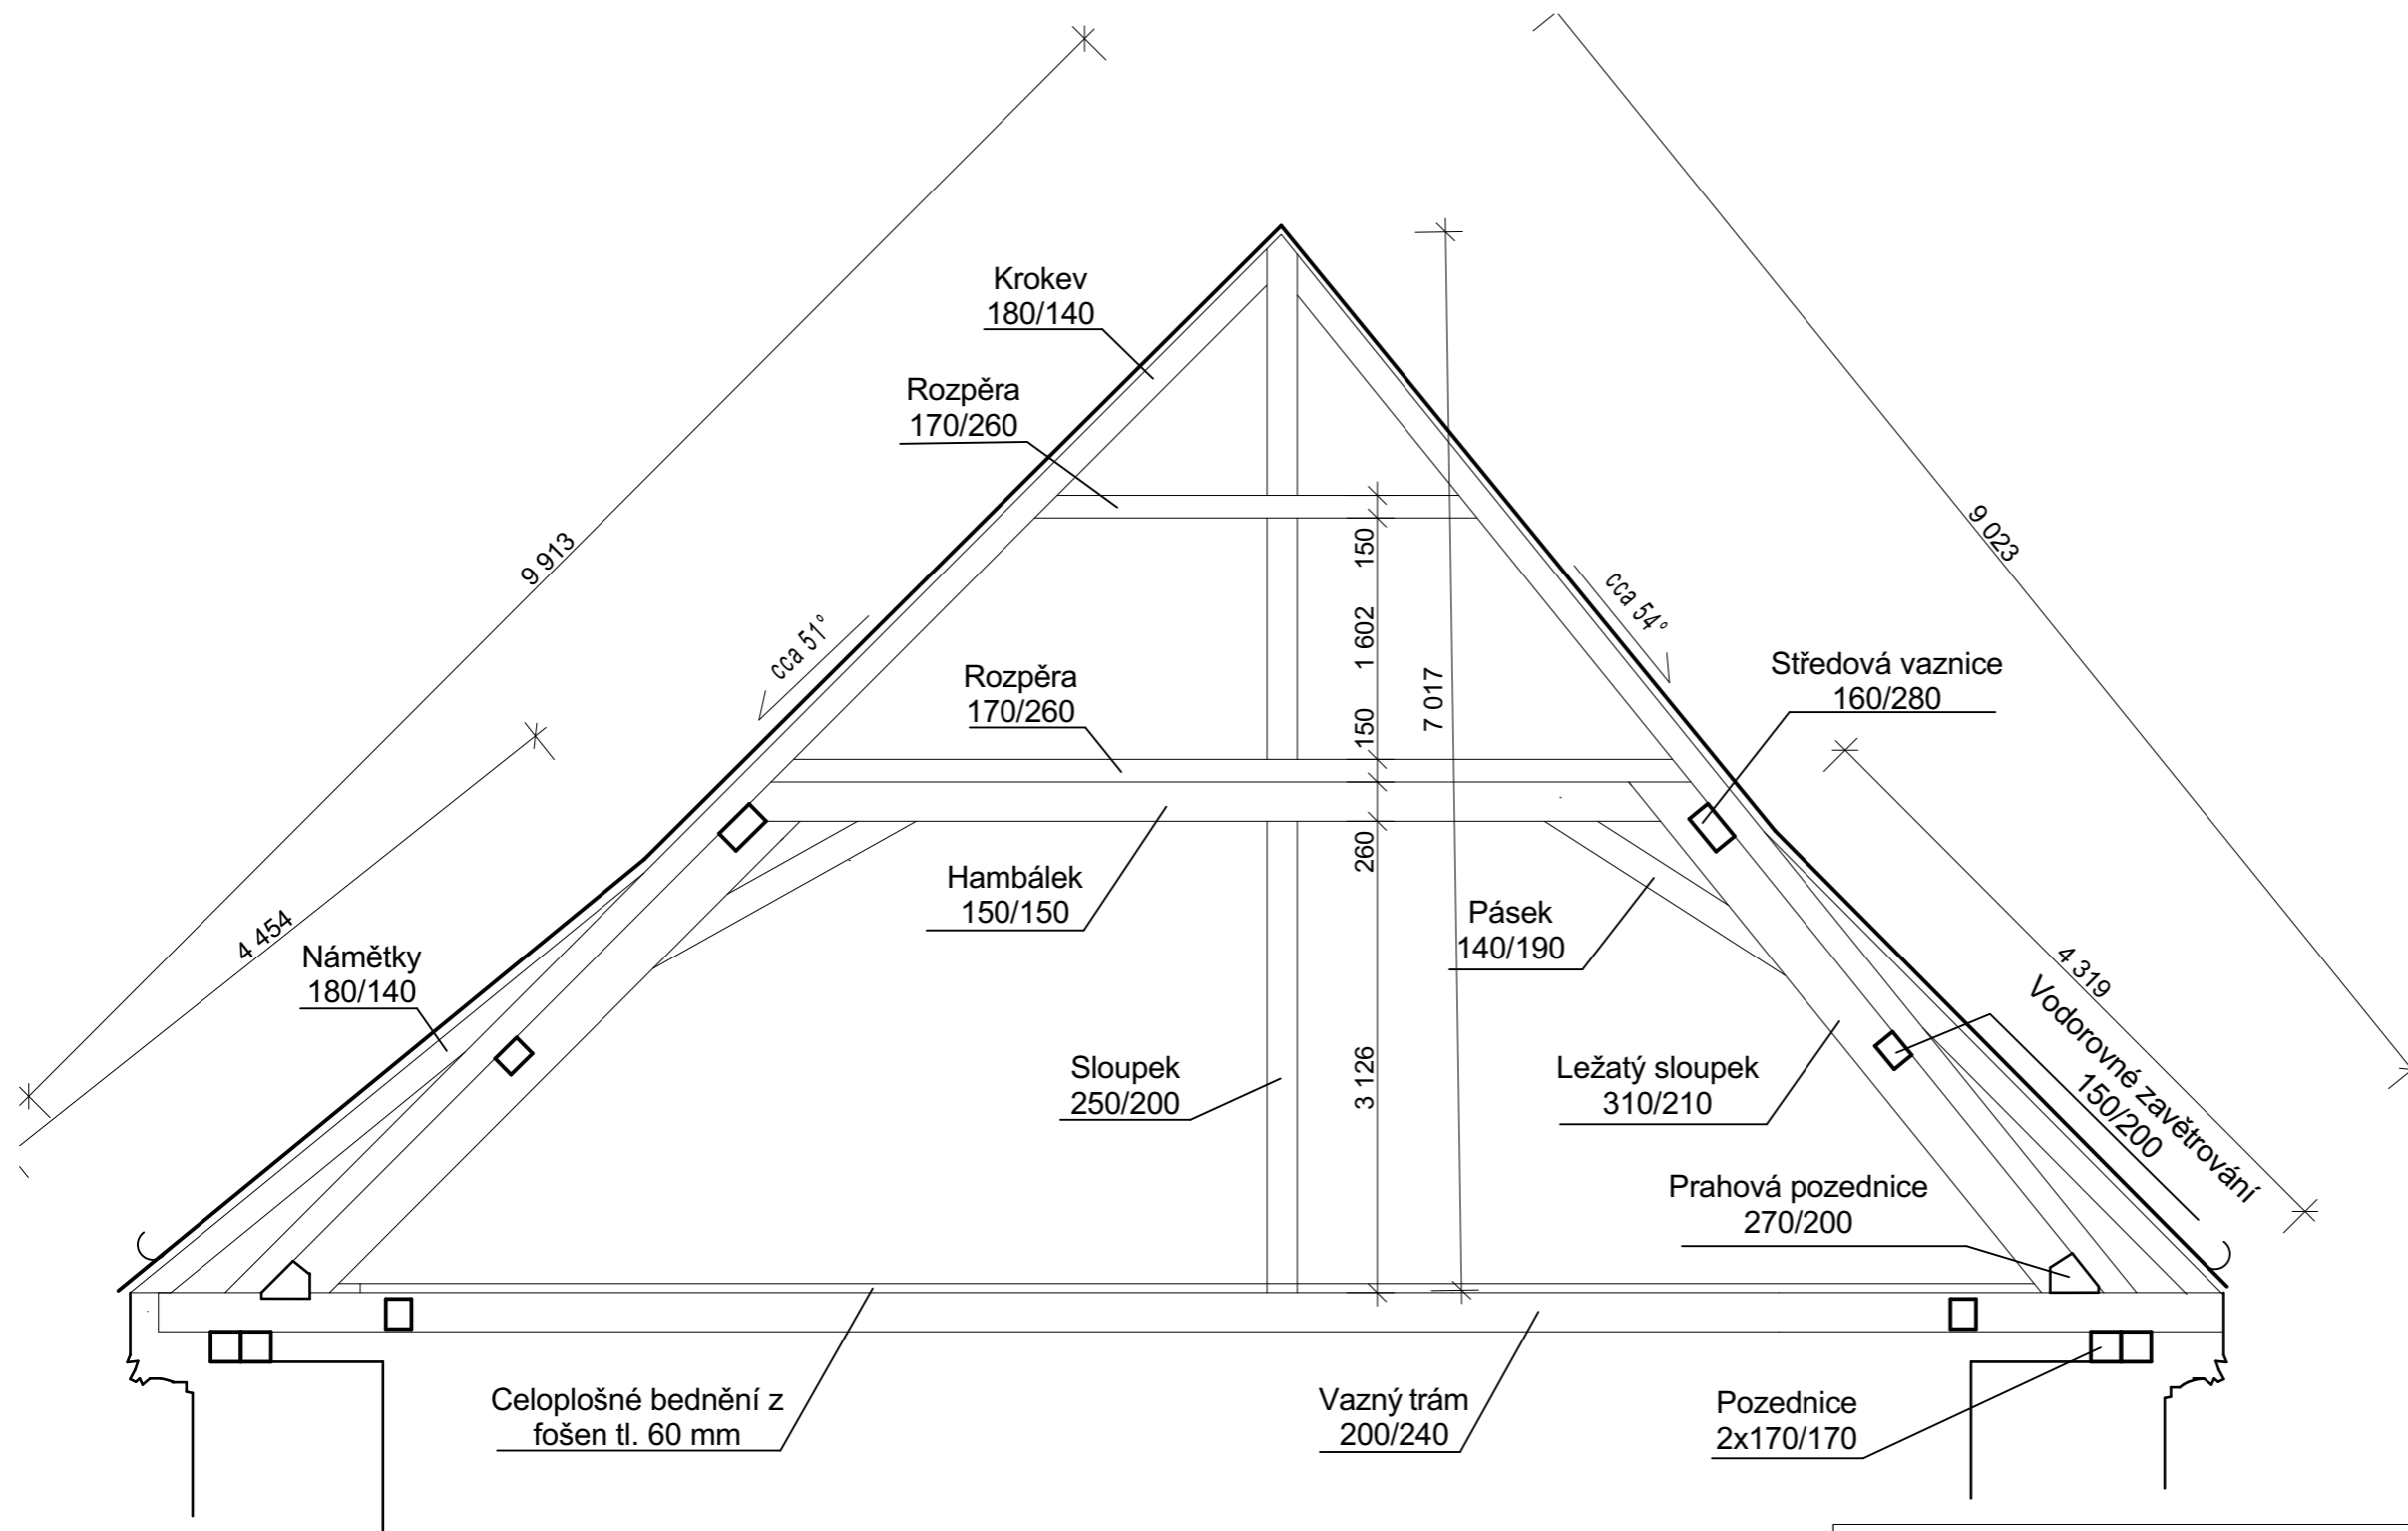 Krokev
180/140
Rozpěra
170/260
9 913
9 023
150
1 602
cca 51°
cca 54°
Rozpěra
170/260
150
7 017
Středová vaznice
160/280
260
Hambálek
150/150
Pásek
140/190
4 454
Námětky
180/140
4 319
Vodorovné zavětrování
150/200
Sloupek
250/200
3 126
Ležatý sloupek
310/210
Prahová pozednice
270/200
Celoplošné bednění z
fošen tl. 60 mm
Vazný trám
200/240
Pozednice
2x170/170